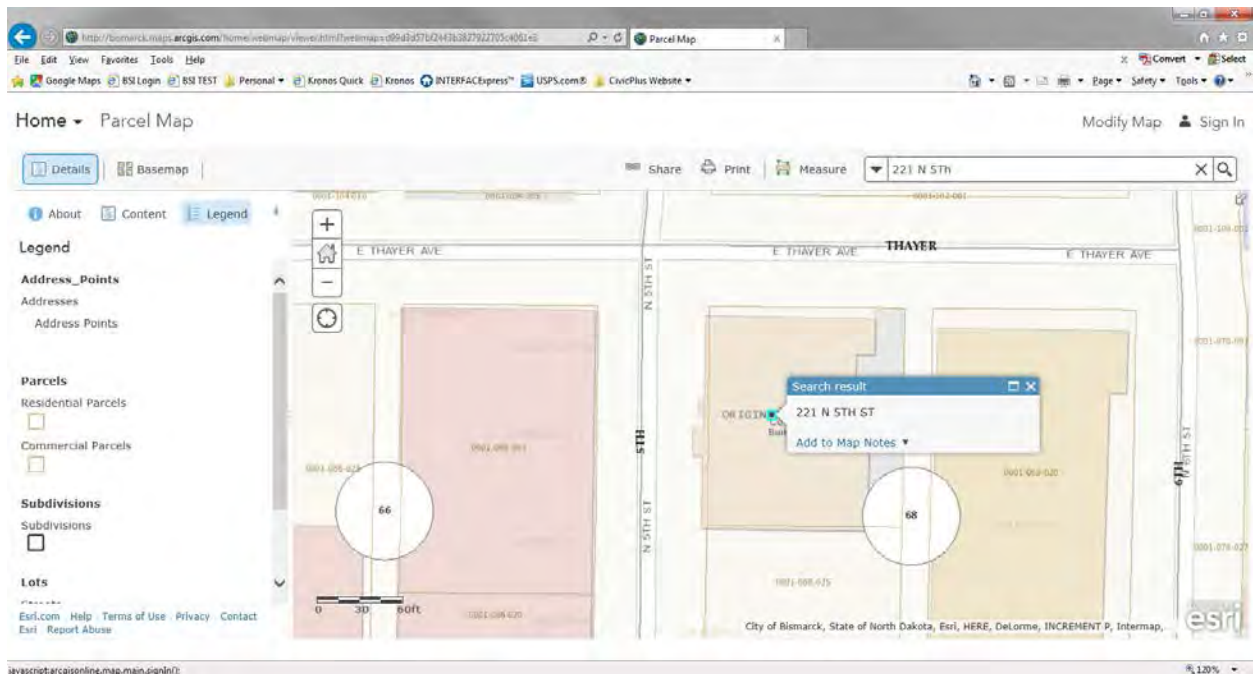 Parcel Map
File Edit View Favorites Tools Help
Convert Select
Google Maps BSI Login BSI TEST Personal Kronos Quick Kronos INTERFACExpress™ USPS.com® CivicPlus Website
Page Safety Tools
Home Parcel Map
Modify Map Sign In
Details Basemap
Share Print Measure 221 N 5Th
About Content Legend
Legend
Address_Points
Addresses
Address Points
Parcels
Residential Parcels
Commercial Parcels
Subdivisions
Subdivisions
Lots
Esri.com Help Terms of Use Privacy Contact
Esri Report Abuse
E THAYER AVE
E THAYER AVE
THAYER
E THAYER AVE
N 5TH ST
5TH
N 5TH ST
N 6TH ST
6TH
Search result
221 N 5TH ST
Add to Map Notes
ORIGIN
66
68
0 30 60ft
City of Bismarck, State of North Dakota, Esri, HERE, DeLorme, INCREMENT P, Intermap,
esri
javascript:arcgisonline.map.main.signIn();
120%